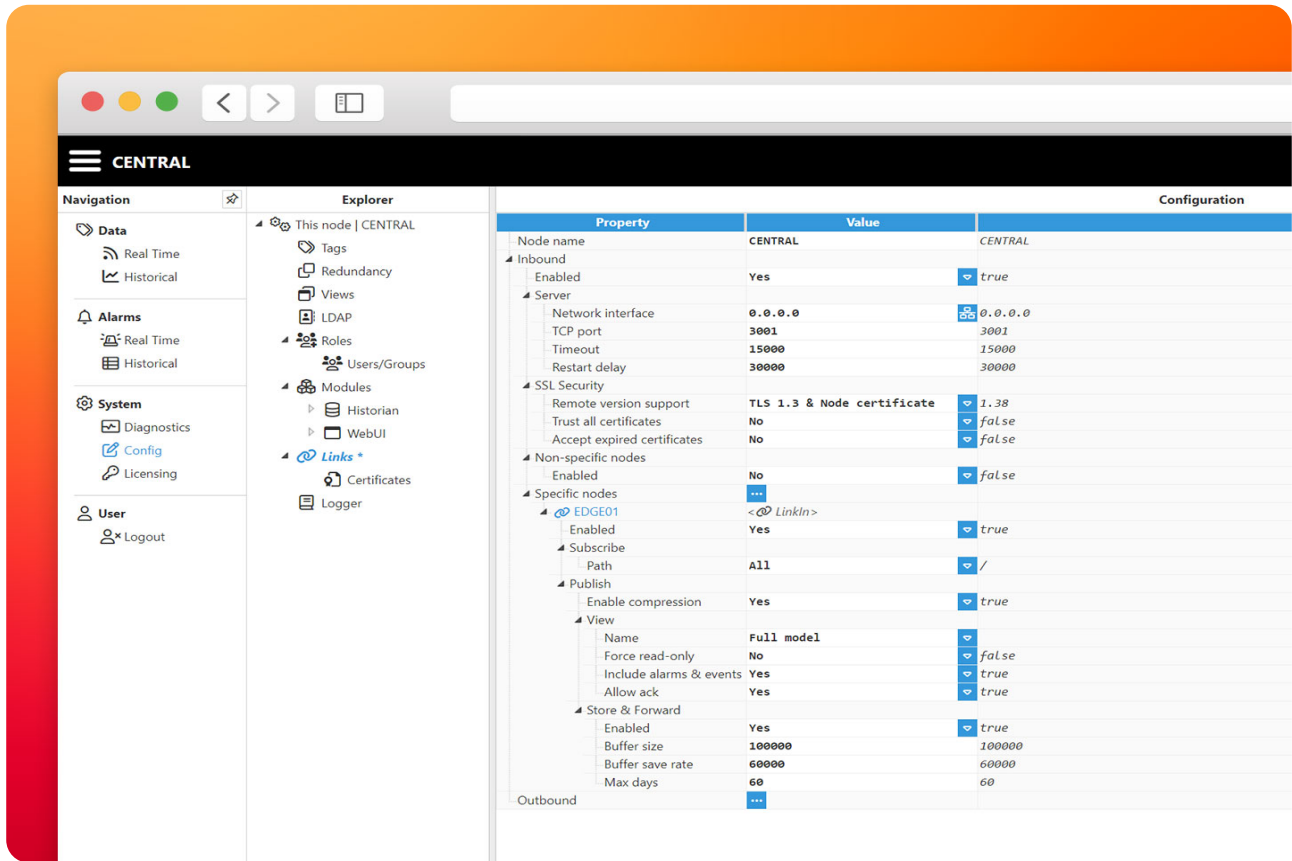 CENTRAL
Navigation
Data
Real Time
Historical
Alarms
Real Time
Historical
System
Diagnostics
Config
Licensing
User
Logout
Explorer
This node | CENTRAL
Tags
Redundancy
Views
LDAP
Roles
Users/Groups
Modules
Historian
WebUI
Links *
Certificates
Logger
Configuration
Property Value
Node name CENTRAL CENTRAL
Inbound
Enabled Yes true
Server
Network interface 0.0.0.0 0.0.0.0
TCP port 3001 3001
Timeout 15000 15000
Restart delay 30000 30000
SSL Security
Remote version support TLS 1.3 & Node certificate 1.38
Trust all certificates No false
Accept expired certificates No false
Non-specific nodes
Enabled No false
Specific nodes ...
EDGE01 < LinkIn>
Enabled Yes true
Subscribe
Path All /
Publish
Enable compression Yes true
View
Name Full model
Force read-only No false
Include alarms & events Yes true
Allow ack Yes true
Store & Forward
Enabled Yes true
Buffer size 100000 100000
Buffer save rate 60000 60000
Max days 60 60
Outbound ...